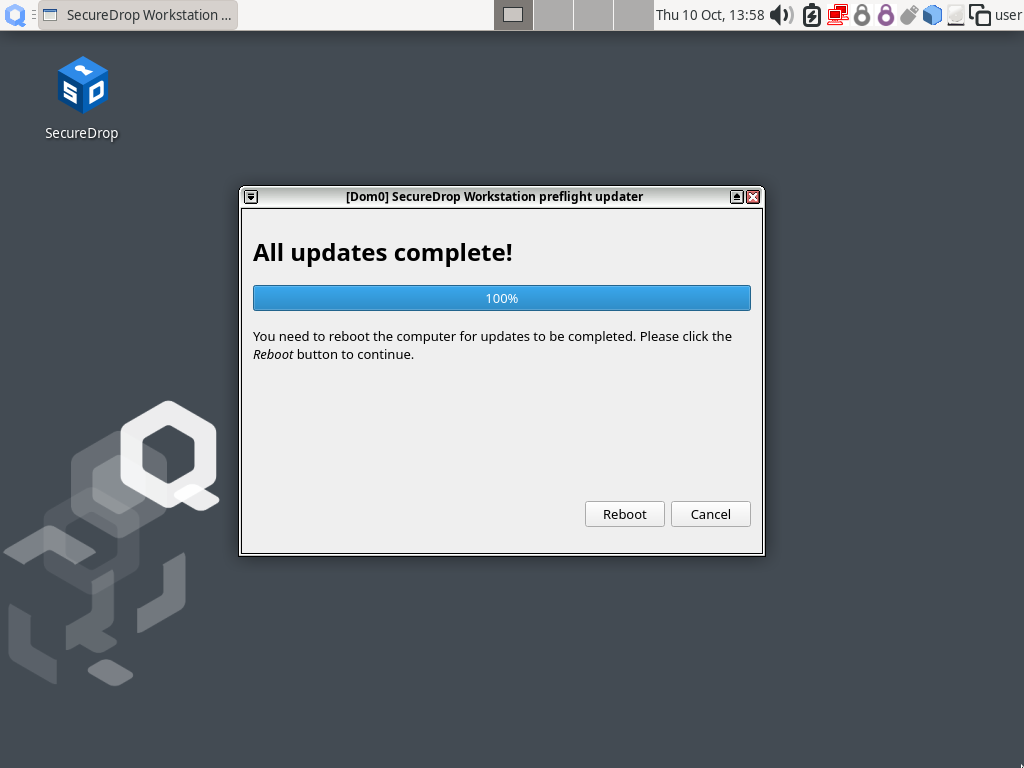 SecureDrop Workstation ...
Thu 10 Oct, 13:58
user
SD
SecureDrop
[Dom0] SecureDrop Workstation preflight updater
All updates complete!
100%
You need to reboot the computer for updates to be completed. Please click the
Reboot button to continue.
Reboot
Cancel